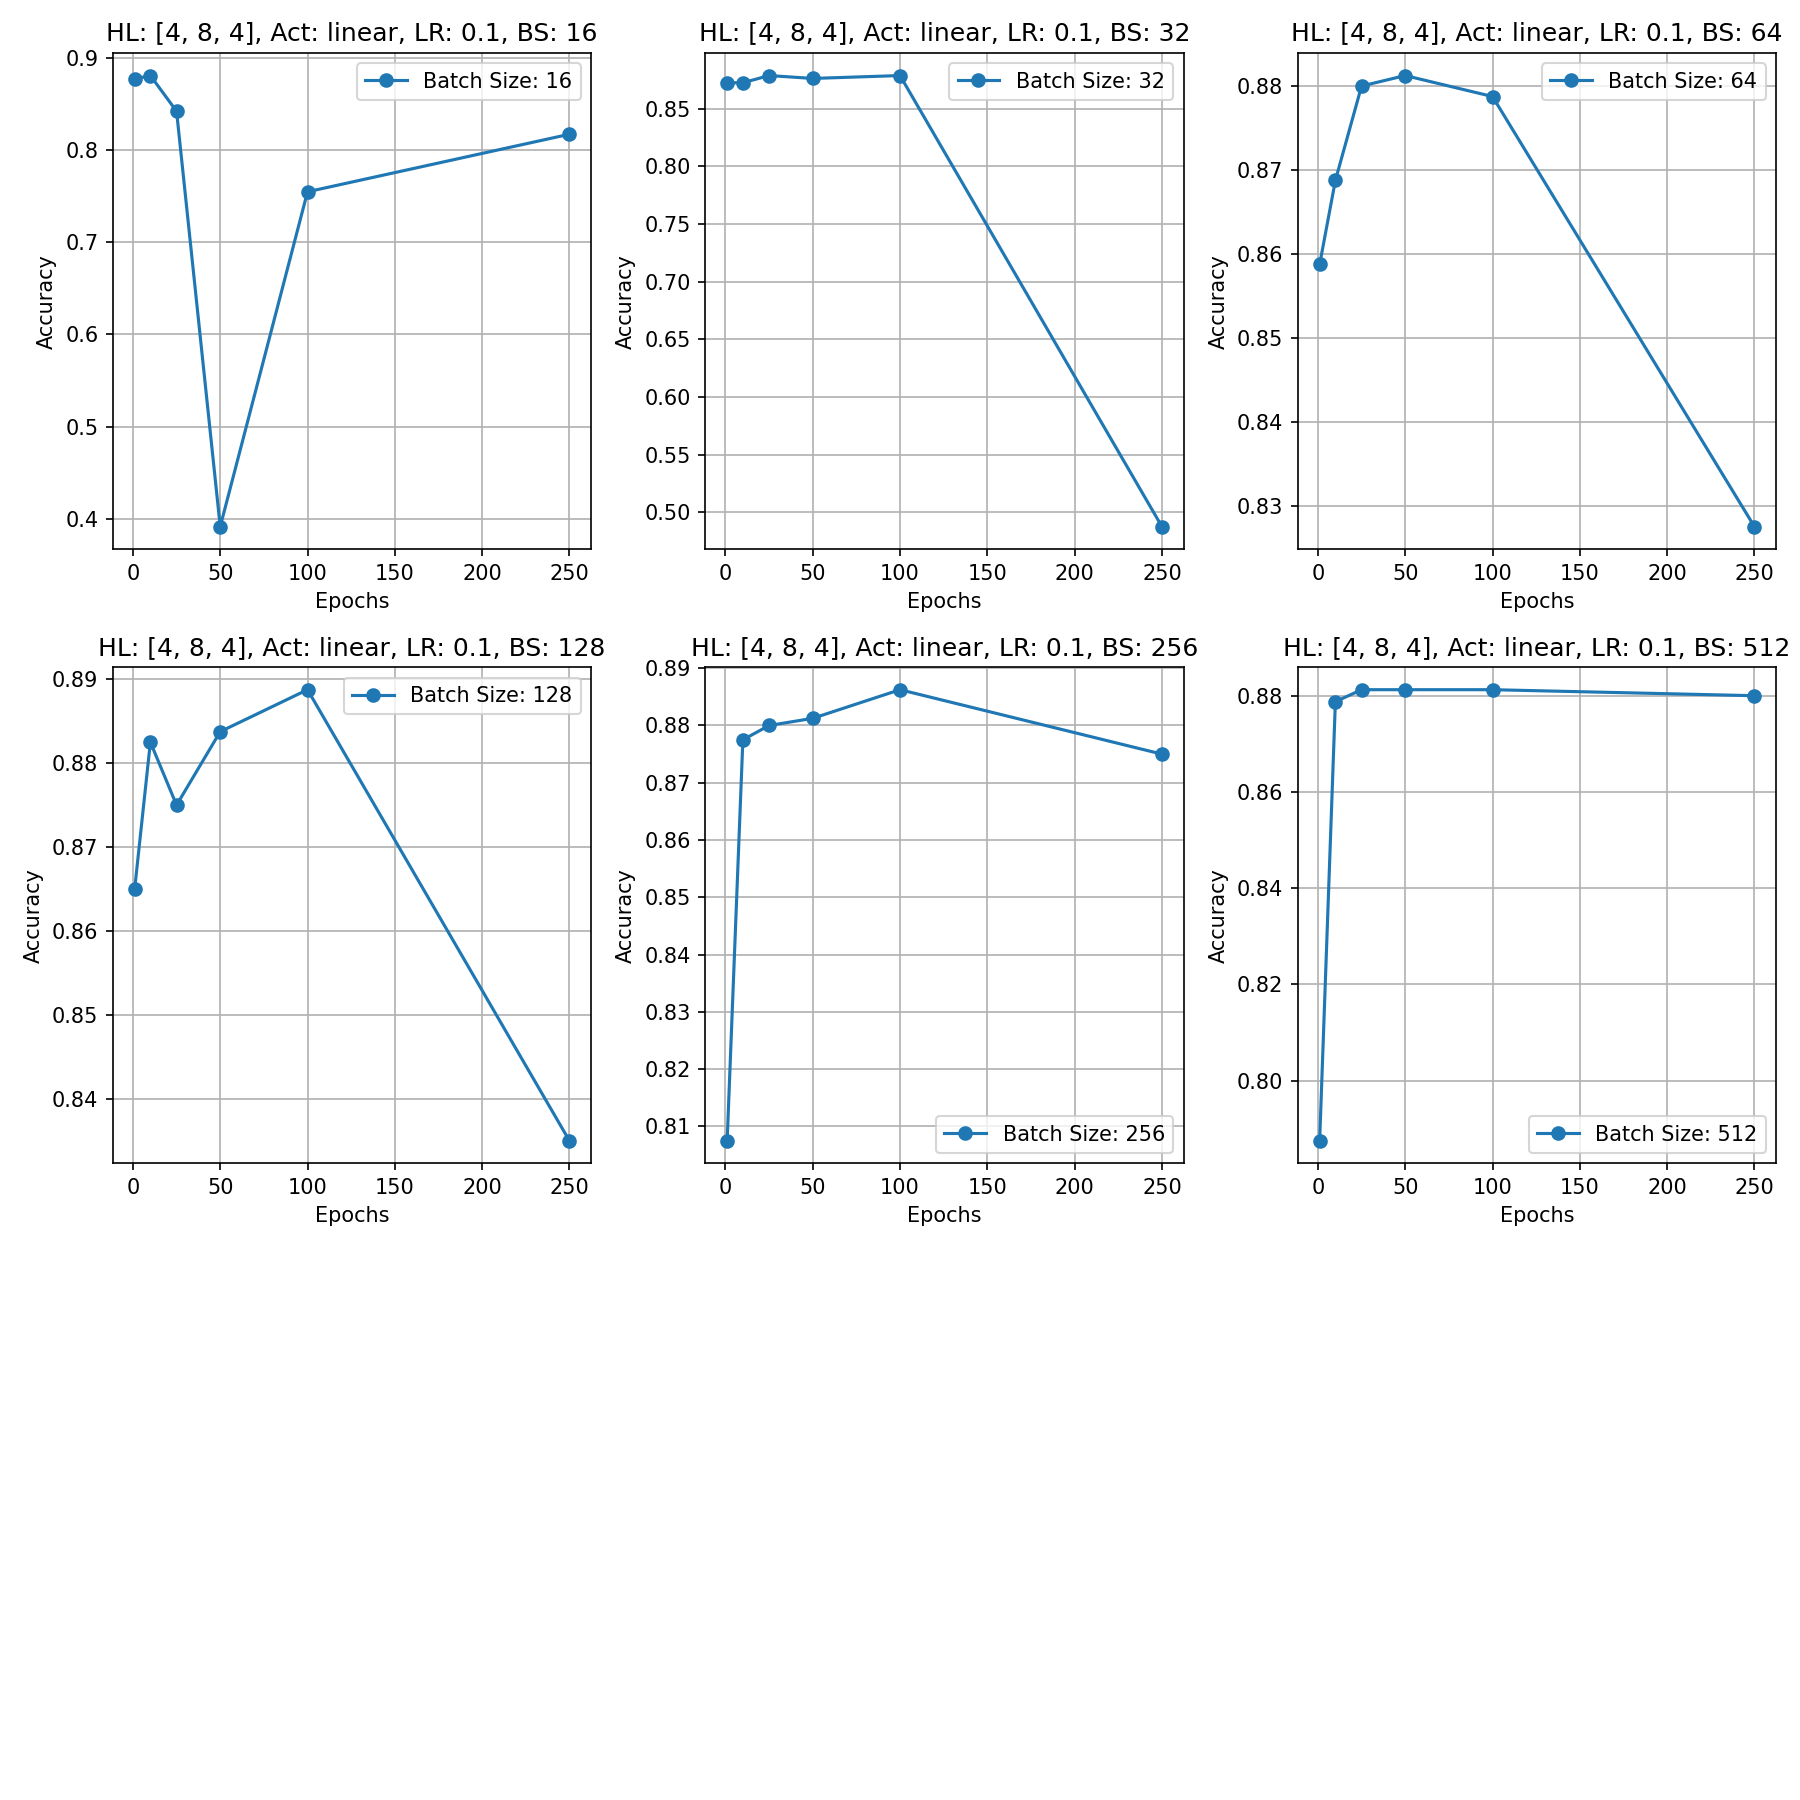 HL: [4, 8, 4], Act: linear, LR: 0.1, BS: 16
Batch Size: 16
Accuracy
0.9
0.8
0.7
0.6
0.5
0.4
0 50 100 150 200 250
Epochs
HL: [4, 8, 4], Act: linear, LR: 0.1, BS: 32
Batch Size: 32
Accuracy
0.85
0.80
0.75
0.70
0.65
0.60
0.55
0.50
0 50 100 150 200 250
Epochs
HL: [4, 8, 4], Act: linear, LR: 0.1, BS: 64
Batch Size: 64
Accuracy
0.88
0.87
0.86
0.85
0.84
0.83
0 50 100 150 200 250
Epochs
HL: [4, 8, 4], Act: linear, LR: 0.1, BS: 128
Batch Size: 128
Accuracy
0.89
0.88
0.87
0.86
0.85
0.84
0 50 100 150 200 250
Epochs
HL: [4, 8, 4], Act: linear, LR: 0.1, BS: 256
Accuracy
0.89
0.88
0.87
0.86
0.85
0.84
0.83
0.82
0.81
Batch Size: 256
0 50 100 150 200 250
Epochs
HL: [4, 8, 4], Act: linear, LR: 0.1, BS: 512
Accuracy
0.88
0.86
0.84
0.82
0.80
Batch Size: 512
0 50 100 150 200 250
Epochs